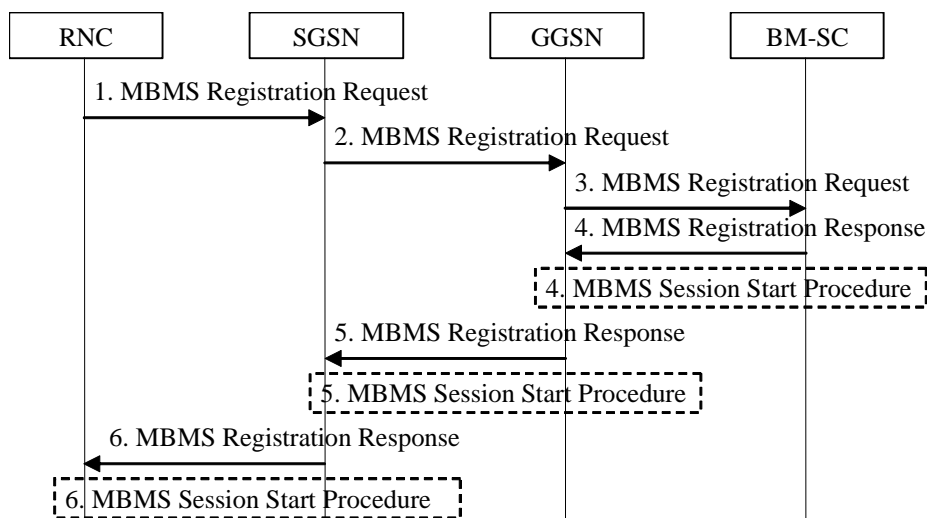 RNC
SGSN
GGSN
BM-SC
1. MBMS Registration Request
2. MBMS Registration Request
3. MBMS Registration Request
4. MBMS Registration Response
4. MBMS Session Start Procedure
5. MBMS Registration Response
5. MBMS Session Start Procedure
6. MBMS Registration Response
6. MBMS Session Start Procedure